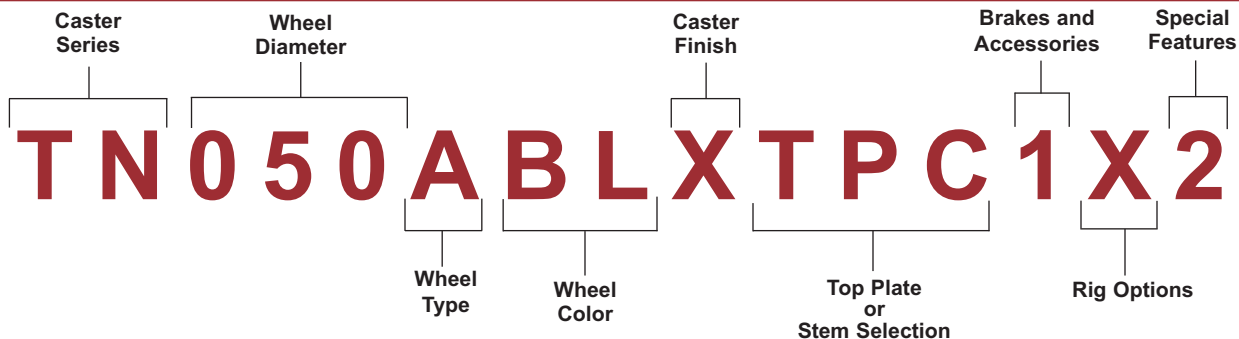 Caster
Series
Wheel
Diameter
Caster
Finish
Brakes and
Accessories
Special
Features
T N 0 5 0 A B L X T P C 1 X 2
Wheel
Type
Wheel
Color
Top Plate
or
Stem Selection
Rig Options